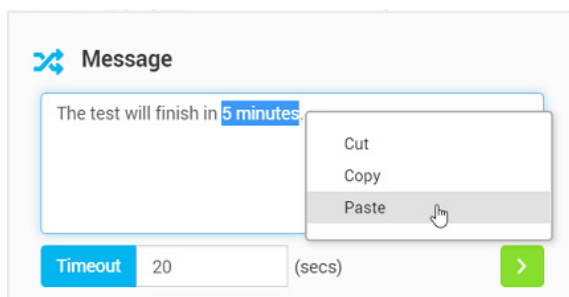 Message
The test will finish in 5 minutes.
Cut
Copy
Paste
Timeout 20 (secs)